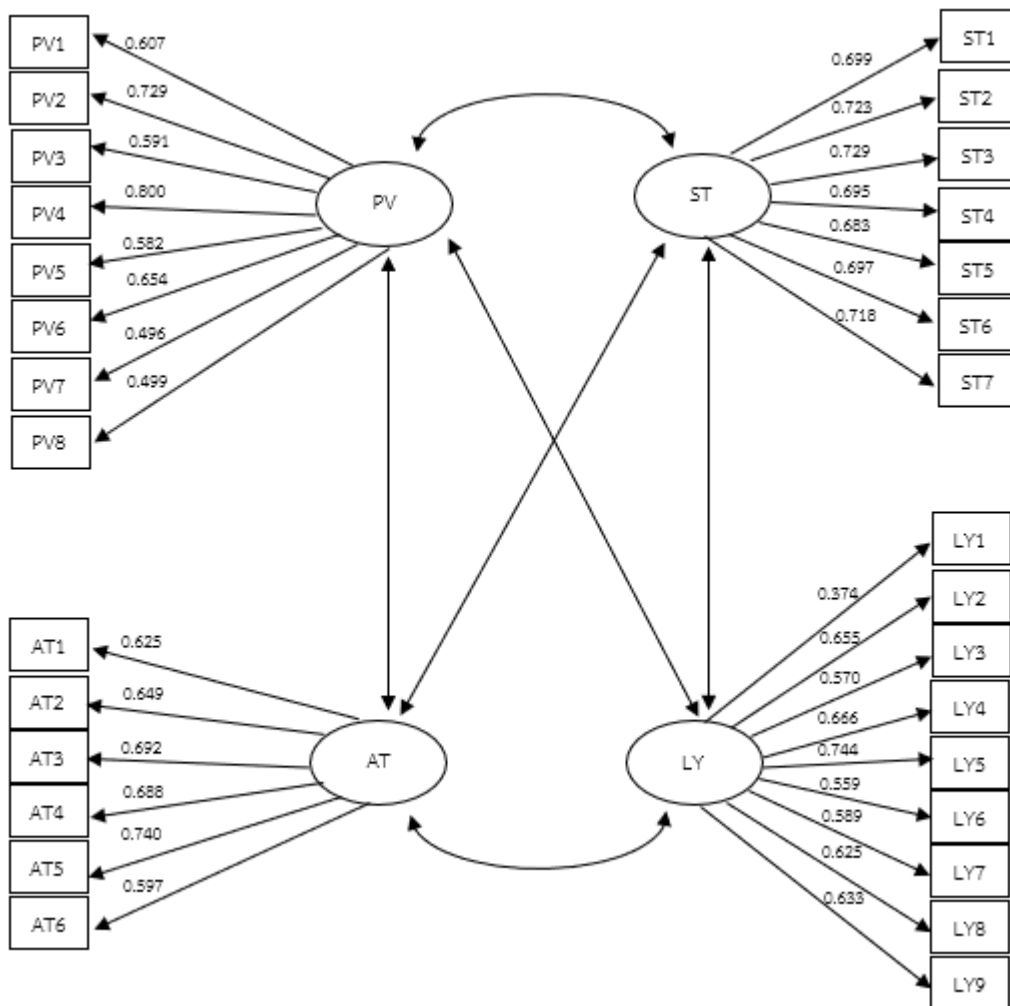 PV1
0.607
PV2
0.729
PV3
0.591
PV4
0.800
PV5
0.582
PV6
0.654
PV7
0.496
PV8
0.499
PV
ST
ST1
0.699
ST2
0.723
ST3
0.729
ST4
0.695
ST5
0.683
ST6
0.697
ST7
0.718
AT1
0.625
AT2
0.649
AT3
0.692
AT4
0.688
AT5
0.740
AT6
0.597
AT
LY
LY1
0.374
LY2
0.655
LY3
0.570
LY4
0.666
LY5
0.744
LY6
0.559
LY7
0.589
LY8
0.625
LY9
0.633